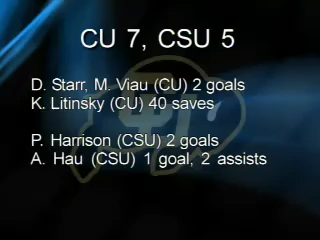 CU 7, CSU 5
D. Starr, M. Viau (CU) 2 goals
K. Litinsky (CU) 40 saves
P. Harrison (CSU) 2 goals
A. Hau (CSU) 1 goal, 2 assists